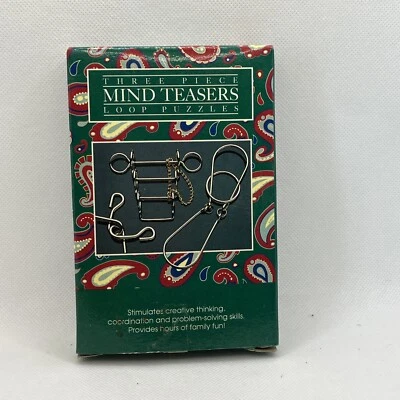 THREE PIECE
MIND TEASERS
LOOP PUZZLES
Stimulates creative thinking,
coordination and problem-solving skills.
Provides hours of family fun!